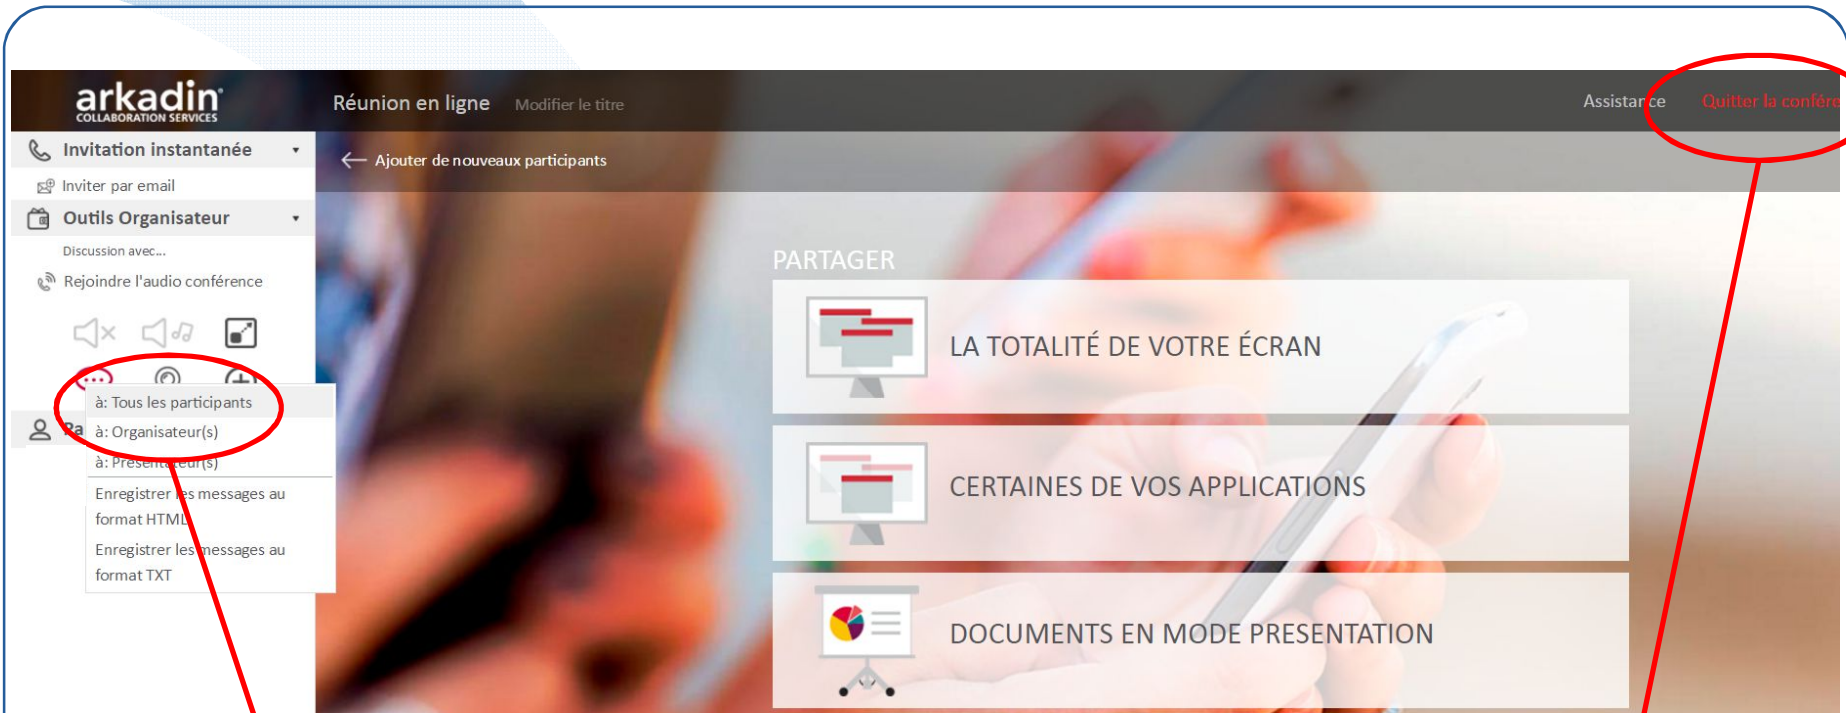 arkadin
COLLABORATION SERVICES
Réunion en ligne Modifier le titre
Assistance
Quitter la confére
Invitation instantanée
Ajouter de nouveaux participants
Inviter par email
Outils Organisateur
Discussion avec...
Rejoindre l'audio conférence
à: Tous les participants
Pa
à: Organisateur(s)
à: Présentateur(s)
Enregistrer les messages au
format HTML
Enregistrer les messages au
format TXT
PARTAGER
LA TOTALITÉ DE VOTRE ÉCRAN
CERTAINES DE VOS APPLICATIONS
DOCUMENTS EN MODE PRESENTATION